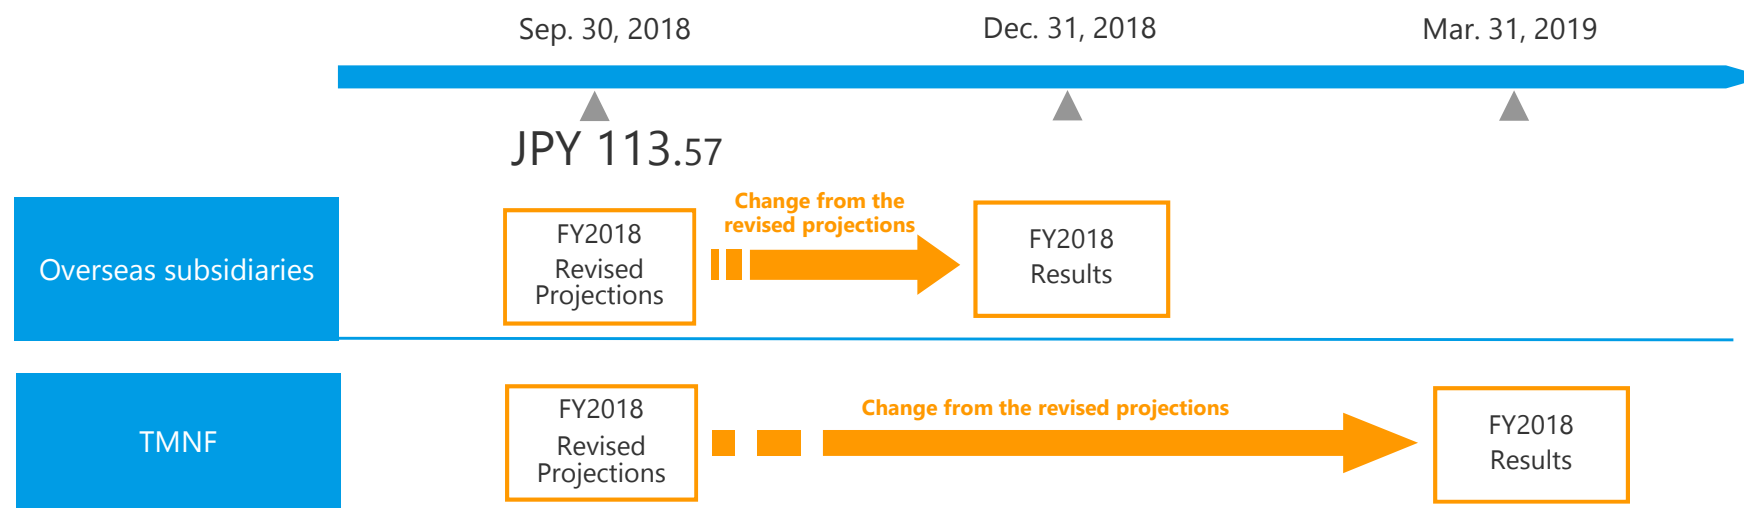 Sep. 30, 2018
Dec. 31, 2018
Mar. 31, 2019
JPY 113.57
Overseas subsidiaries
FY2018
Revised
Projections
Change from the
revised projections
FY2018
Results
TMNF
FY2018
Revised
Projections
Change from the revised projections
FY2018
Results